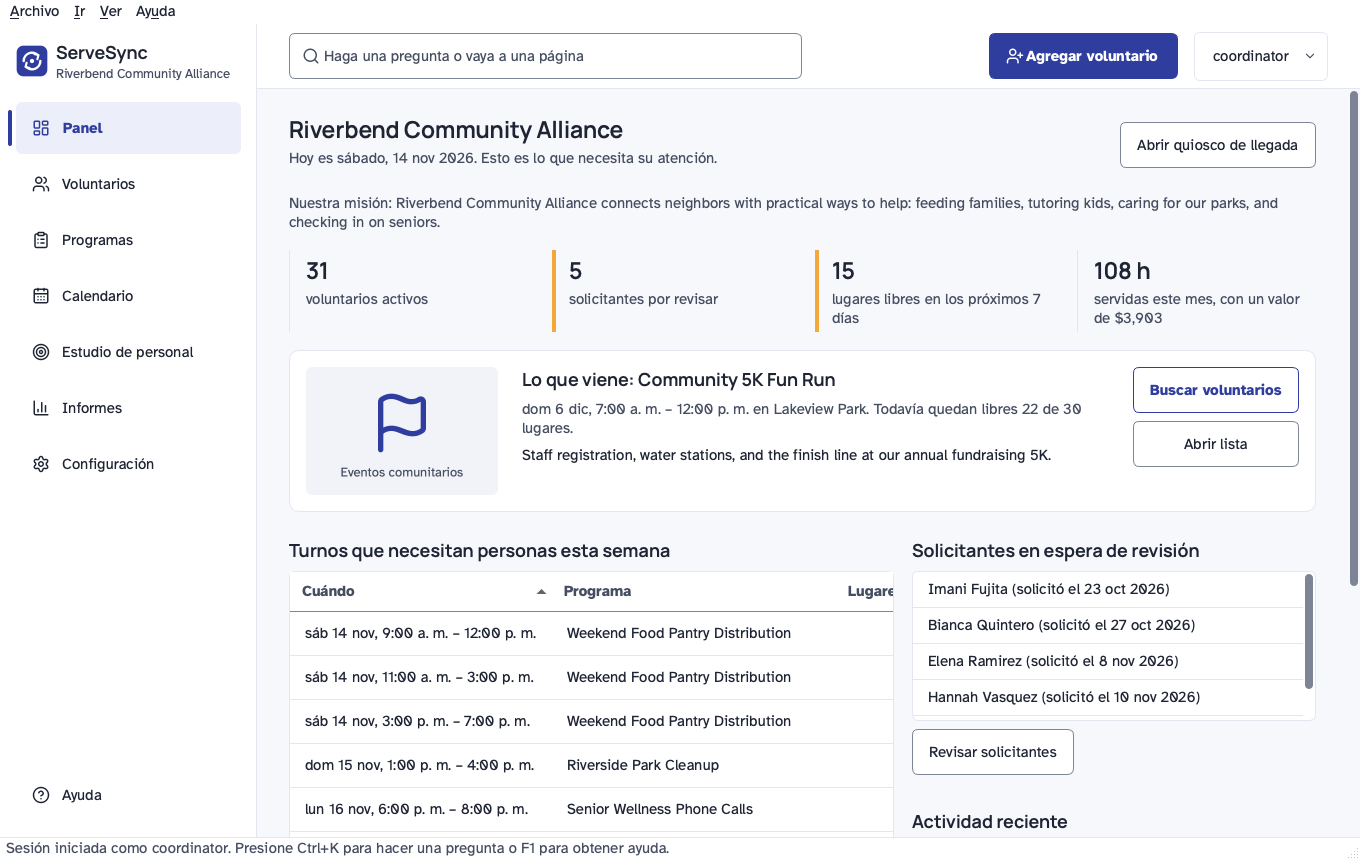 Archivo Ir Ver Ayuda
ServeSync
Riverbend Community Alliance
Haga una pregunta o vaya a una página
Agregar voluntario
coordinator
Panel
Voluntarios
Programas
Calendario
Estudio de personal
Informes
Configuración
Ayuda
Riverbend Community Alliance
Hoy es sábado, 14 nov 2026. Esto es lo que necesita su atención.
Abrir quiosco de llegada
Nuestra misión: Riverbend Community Alliance connects neighbors with practical ways to help: feeding families, tutoring kids, caring for our parks, and
checking in on seniors.
31
voluntarios activos
5
solicitantes por revisar
15
lugares libres en los próximos 7
días
108 h
servidas este mes, con un valor
de $3,903
Eventos comunitarios
Lo que viene: Community 5K Fun Run
dom 6 dic, 7:00 a. m. – 12:00 p. m. en Lakeview Park. Todavía quedan libres 22 de 30
lugares.
Staff registration, water stations, and the finish line at our annual fundraising 5K.
Buscar voluntarios
Abrir lista
Turnos que necesitan personas esta semana
Cuándo Programa Lugare
sáb 14 nov, 9:00 a. m. – 12:00 p. m. Weekend Food Pantry Distribution
sáb 14 nov, 11:00 a. m. – 3:00 p. m. Weekend Food Pantry Distribution
sáb 14 nov, 3:00 p. m. – 7:00 p. m. Weekend Food Pantry Distribution
dom 15 nov, 1:00 p. m. – 4:00 p. m. Riverside Park Cleanup
lun 16 nov, 6:00 p. m. – 8:00 p. m. Senior Wellness Phone Calls
Solicitantes en espera de revisión
Imani Fujita (solicitó el 23 oct 2026)
Bianca Quintero (solicitó el 27 oct 2026)
Elena Ramirez (solicitó el 8 nov 2026)
Hannah Vasquez (solicitó el 10 nov 2026)
Revisar solicitantes
Actividad reciente
Sesión iniciada como coordinator. Presione Ctrl+K para hacer una pregunta o F1 para obtener ayuda.